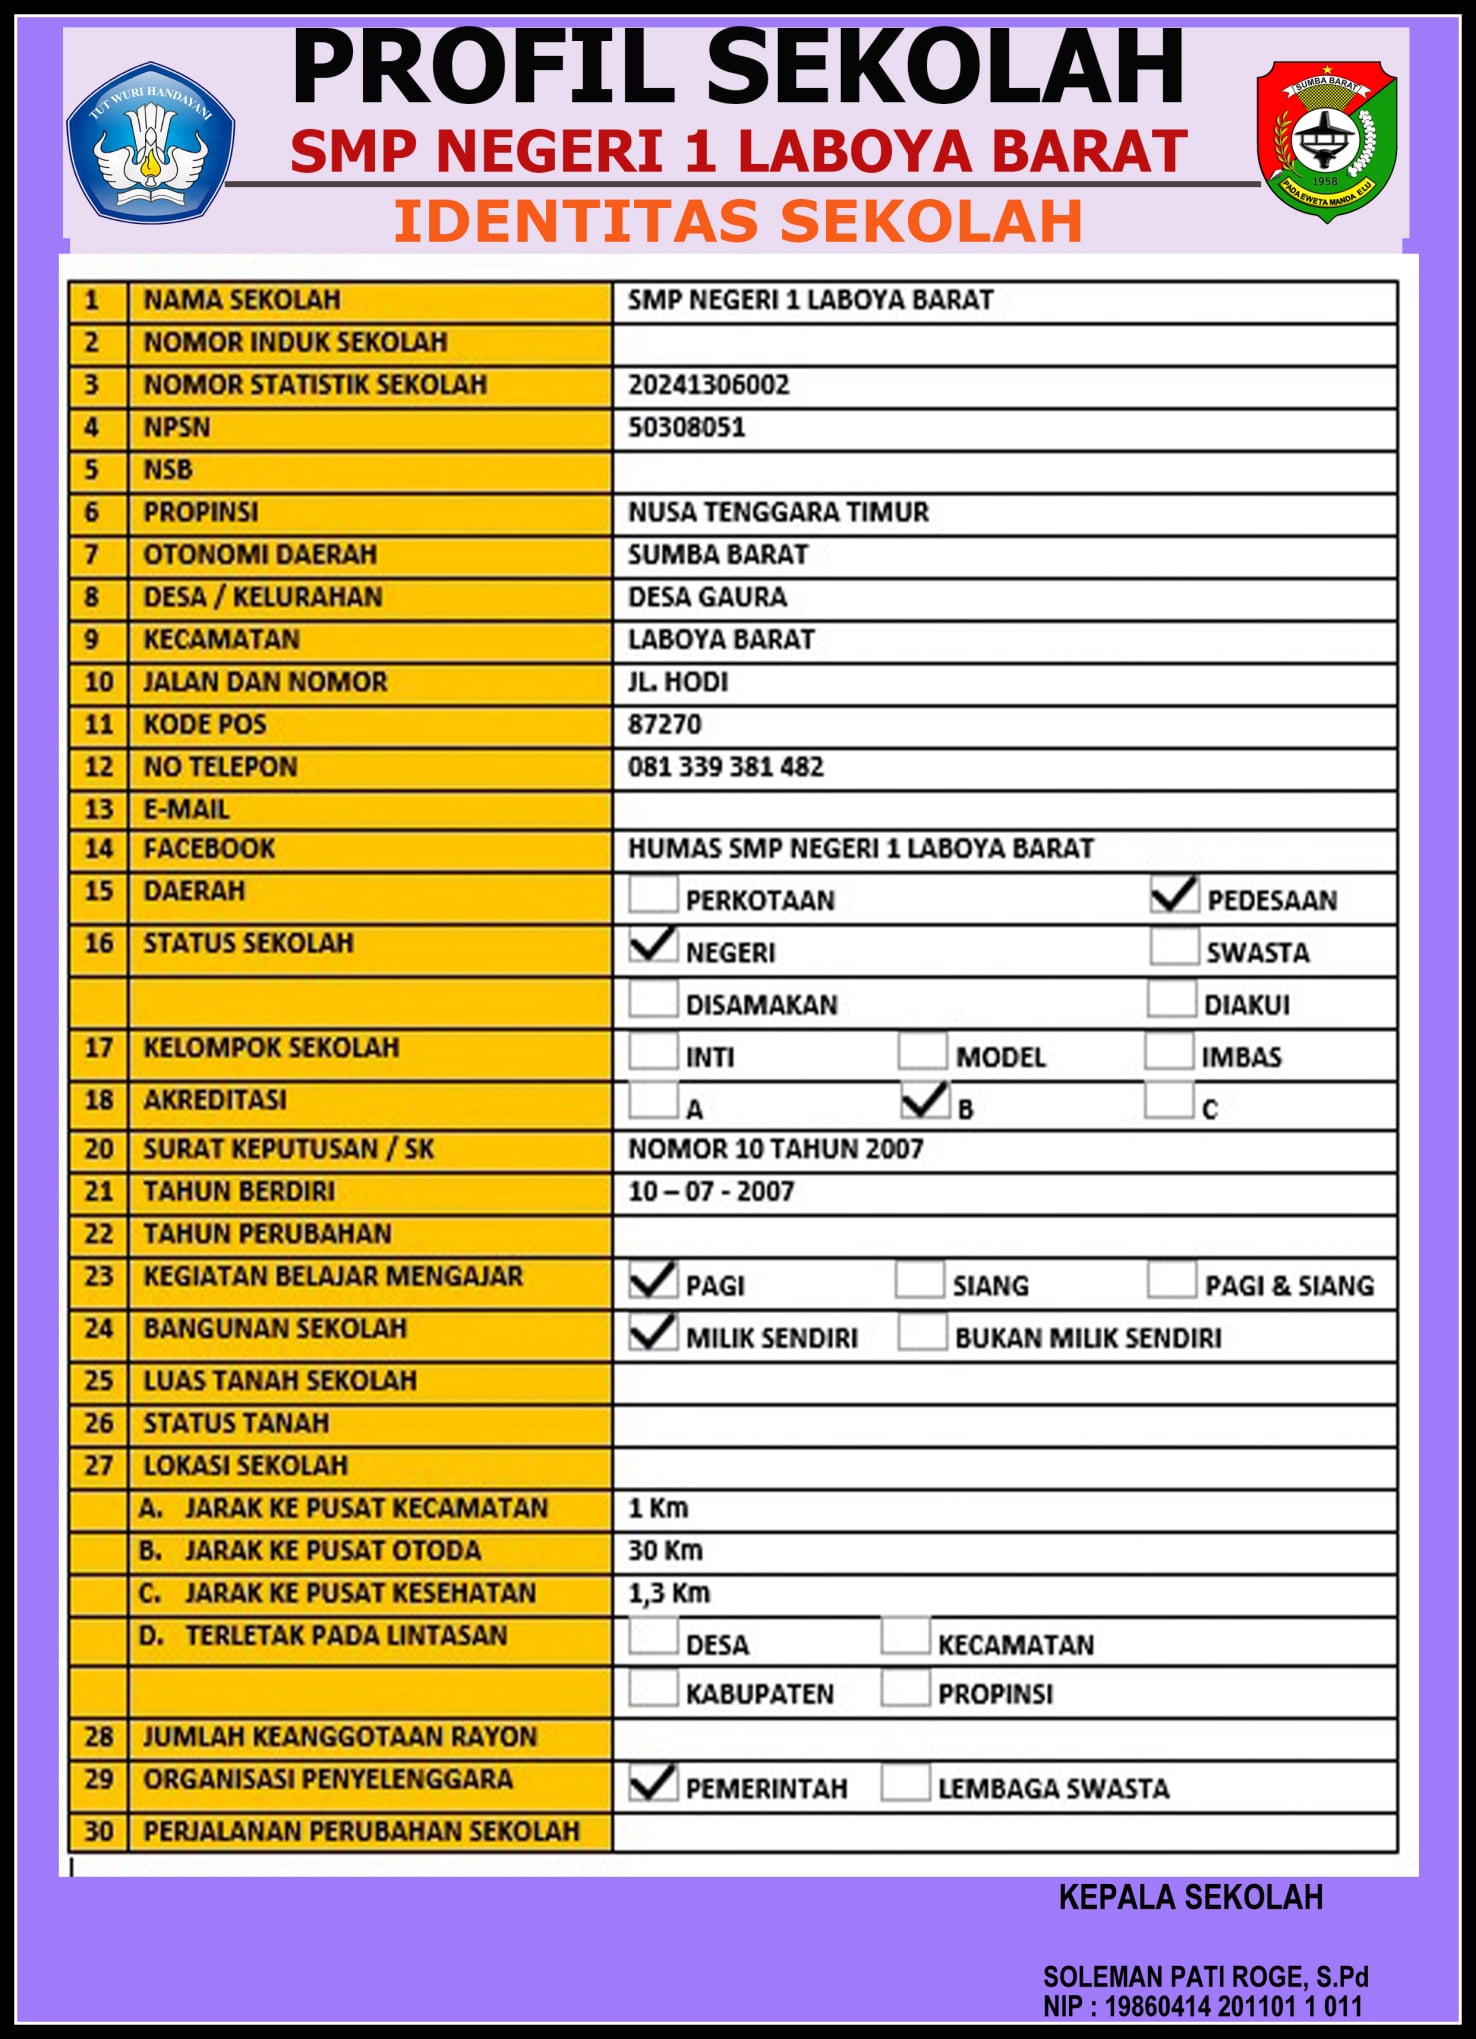 PROFIL SEKOLAH
SMP NEGERI 1 LABOYA BARAT
IDENTITAS SEKOLAH
TUT WURI HANDAYANI
SUMBA BARAT
1958
PADA EWETA MANDA ELU
1 NAMA SEKOLAH SMP NEGERI 1 LABOYA BARAT
2 NOMOR INDUK SEKOLAH
3 NOMOR STATISTIK SEKOLAH 20241306002
4 NPSN 50308051
5 NSB
6 PROPINSI NUSA TENGGARA TIMUR
7 OTONOMI DAERAH SUMBA BARAT
8 DESA / KELURAHAN DESA GAURA
9 KECAMATAN LABOYA BARAT
10 JALAN DAN NOMOR JL. HODI
11 KODE POS 87270
12 NO TELEPON 081 339 381 482
13 E-MAIL
14 FACEBOOK HUMAS SMP NEGERI 1 LABOYA BARAT
15 DAERAH PERKOTAAN PEDESAAN
16 STATUS SEKOLAH NEGERI SWASTA
DISAMAKAN DIAKUI
17 KELOMPOK SEKOLAH INTI MODEL IMBAS
18 AKREDITASI A B C
20 SURAT KEPUTUSAN / SK NOMOR 10 TAHUN 2007
21 TAHUN BERDIRI 10 – 07 - 2007
22 TAHUN PERUBAHAN
23 KEGIATAN BELAJAR MENGAJAR PAGI SIANG PAGI & SIANG
24 BANGUNAN SEKOLAH MILIK SENDIRI BUKAN MILIK SENDIRI
25 LUAS TANAH SEKOLAH
26 STATUS TANAH
27 LOKASI SEKOLAH
A. JARAK KE PUSAT KECAMATAN 1 Km
B. JARAK KE PUSAT OTODA 30 Km
C. JARAK KE PUSAT KESEHATAN 1,3 Km
D. TERLETAK PADA LINTASAN DESA KECAMATAN
KABUPATEN PROPINSI
28 JUMLAH KEANGGOTAAN RAYON
29 ORGANISASI PENYELENGGARA PEMERINTAH LEMBAGA SWASTA
30 PERJALANAN PERUBAHAN SEKOLAH
KEPALA SEKOLAH
SOLEMAN PATI ROGE, S.Pd
NIP : 19860414 201101 1 011